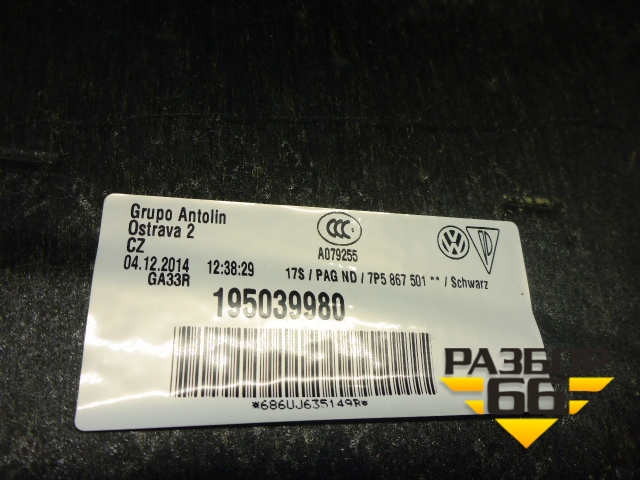 Grupo Antolin
Ostrava 2
CZ
04.12.2014 12:38:29
GA33R
CCC S
A079255
17S / PAG ND / 7P5 867 501 ** / Schwarz
195039980
*686UJ635149R*
РАЗБОР
66